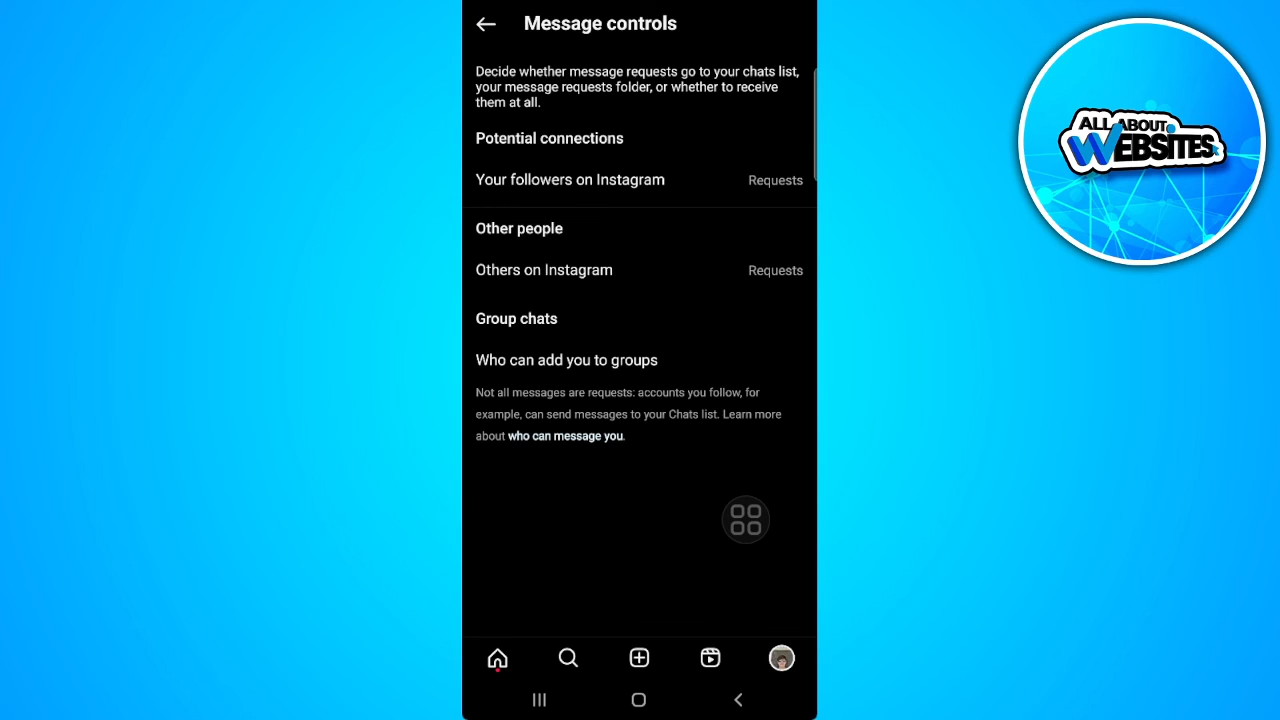 Message controls
Decide whether message requests go to your chats list,
your message requests folder, or whether to receive
them at all.
Potential connections
Your followers on Instagram Requests
Other people
Others on Instagram Requests
Group chats
Who can add you to groups
Not all messages are requests: accounts you follow, for
example, can send messages to your Chats list. Learn more
about who can message you.
ALL ABOUT
WEBSITES